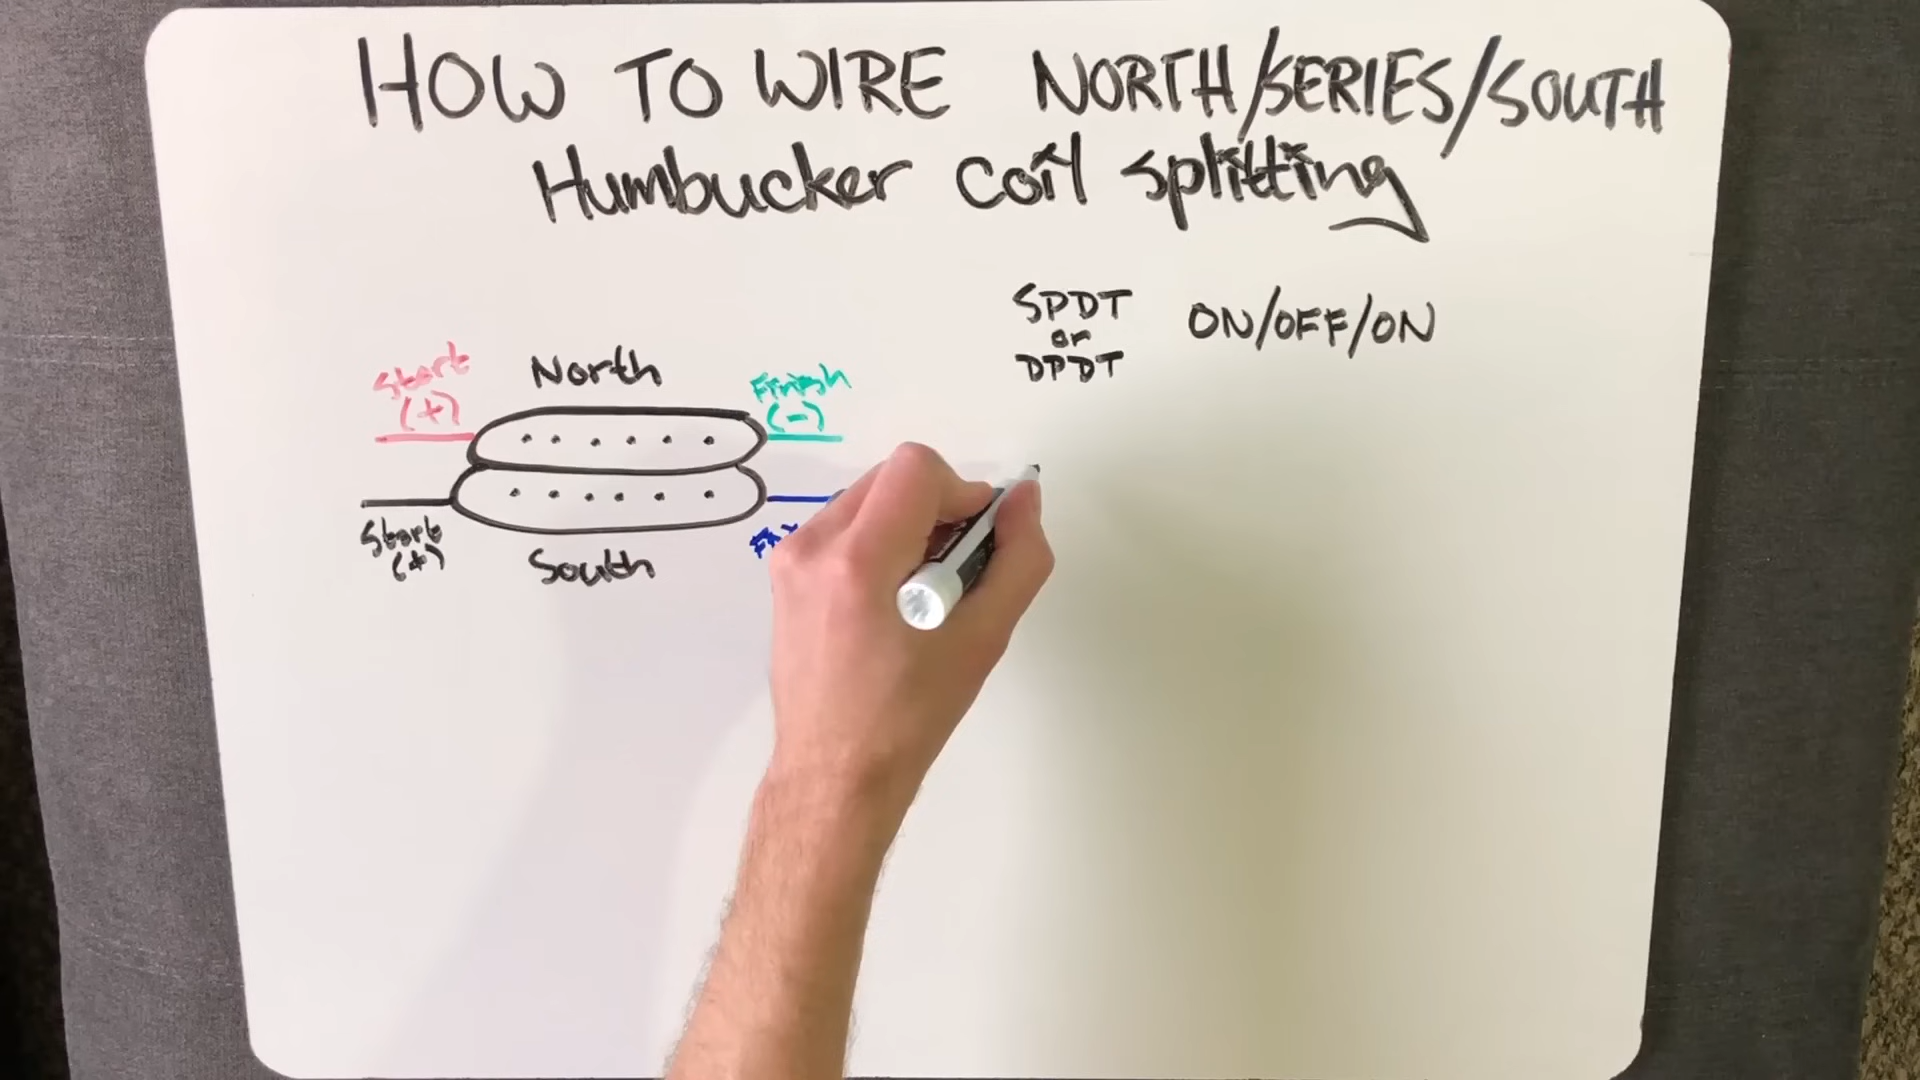 HOW TO WIRE NORTH/SERIES/SOUTH
Humbucker coil splitting
SPDT
or
DPDT
ON/OFF/ON
Start
(+)
North
Finish
(-)
Start
(+)
South